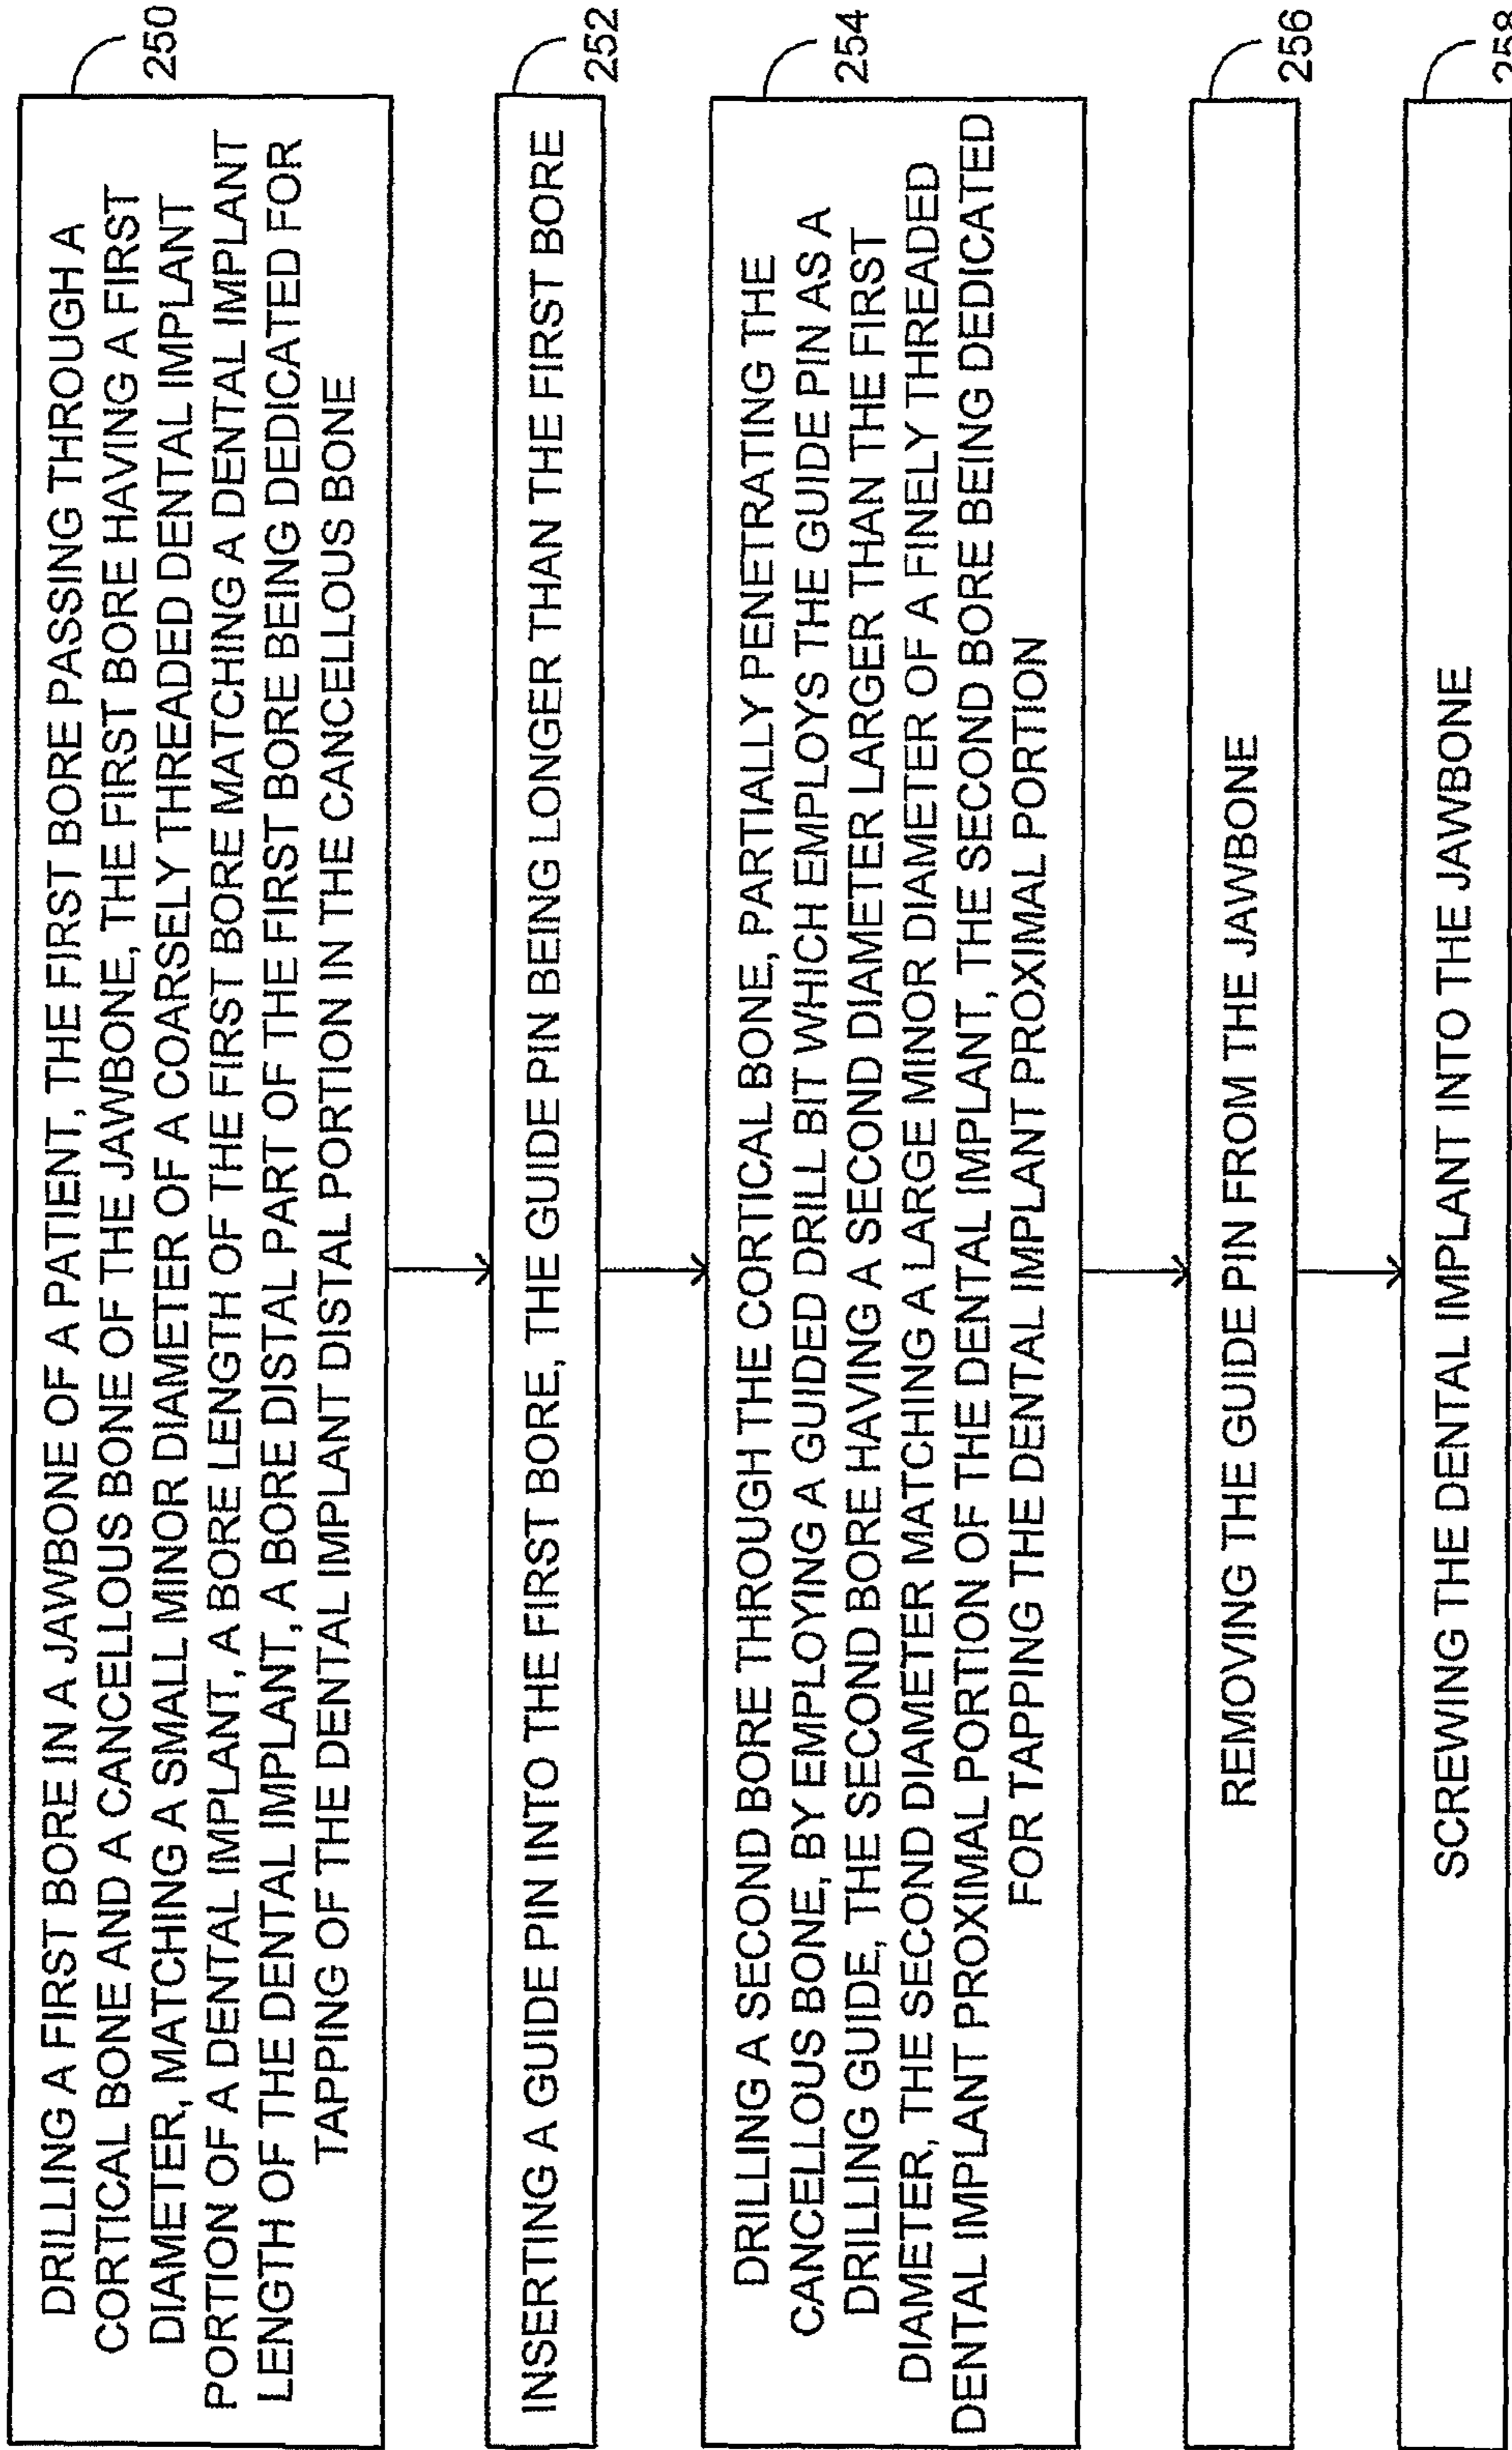 DRILLING A FIRST BORE IN A JAWBONE OF A PATIENT, THE FIRST BORE PASSING THROUGH A
CORTICAL BONE AND A CANCELLOUS BONE OF THE JAWBONE, THE FIRST BORE HAVING A FIRST
DIAMETER, MATCHING A SMALL MINOR DIAMETER OF A COARSELY THREADED DENTAL IMPLANT
PORTION OF A DENTAL IMPLANT, A BORE LENGTH OF THE FIRST BORE MATCHING A DENTAL IMPLANT
LENGTH OF THE DENTAL IMPLANT, A BORE DISTAL PART OF THE FIRST BORE BEING DEDICATED FOR
TAPPING OF THE DENTAL IMPLANT DISTAL PORTION IN THE CANCELLOUS BONE
250
INSERTING A GUIDE PIN INTO THE FIRST BORE, THE GUIDE PIN BEING LONGER THAN THE FIRST BORE
252
DRILLING A SECOND BORE THROUGH THE CORTICAL BONE, PARTIALLY PENETRATING THE
CANCELLOUS BONE, BY EMPLOYING A GUIDED DRILL BIT WHICH EMPLOYS THE GUIDE PIN AS A
DRILLING GUIDE, THE SECOND BORE HAVING A SECOND DIAMETER LARGER THAN THE FIRST
DIAMETER, THE SECOND DIAMETER MATCHING A LARGE MINOR DIAMETER OF A FINELY THREADED
DENTAL IMPLANT PROXIMAL PORTION OF THE DENTAL IMPLANT, THE SECOND BORE BEING DEDICATED
FOR TAPPING THE DENTAL IMPLANT PROXIMAL PORTION
254
REMOVING THE GUIDE PIN FROM THE JAWBONE
256
SCREWING THE DENTAL IMPLANT INTO THE JAWBONE
258